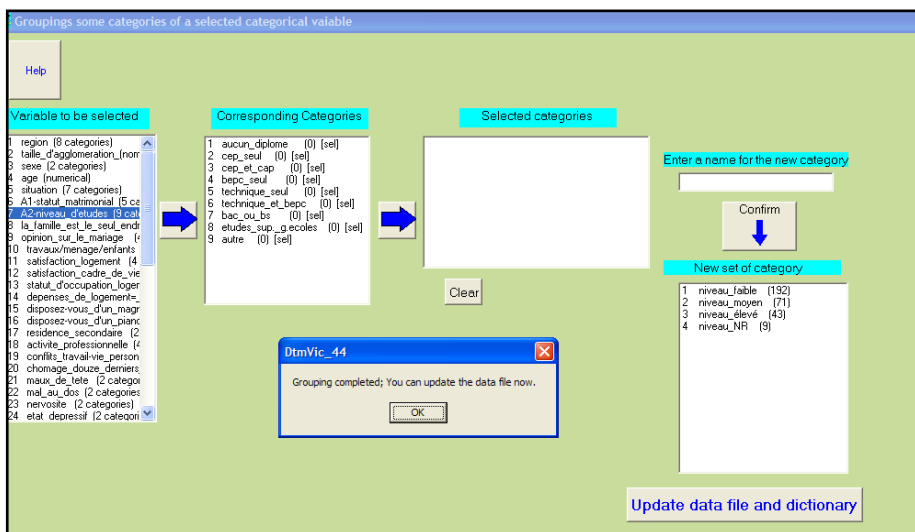 Groupings some categories of a selected categorical vaiable
Help
Variable to be selected
1 region (8 categories)
2 taille_d'agglomeration_(nom
3 sexe (2 categories)
4 age (numerical)
5 situation (7 categories)
6 A1-statut_matrimonial (5 ca
7 A2-niveau_d'etudes (9 cate
8 la_famille_est_le_seul_endr
9 opinion_sur_le_mariage (4
10 travaux/menage/enfants
11 satisfaction_logement (4
12 satisfaction_cadre_de_vie
13 statut_d'occupation_loger
14 depenses_de_logement=_
15 disposez-vous_d'un_magr
16 disposez-vous_d'un_pianc
17 residence_secondaire (2
18 activite_professionnelle (4
19 conflits_travail-vie_person
20 chomage_douze_derniers_
21 maux_de_tete (2 categor
22 mal_au_dos (2 categories
23 nervosite (2 categories)
24 etat_depressif (2 categori
Corresponding Categories
1 aucun_diplome (0) [sel]
2 cep_seul (0) [sel]
3 cep_et_cap (0) [sel]
4 bepc_seul (0) [sel]
5 technique_seul (0) [sel]
6 technique_et_bepc (0) [sel]
7 bac_ou_bs (0) [sel]
8 etudes_sup._g.ecoles (0) [sel]
9 autre (0) [sel]
Selected categories
Clear
Enter a name for the new category
Confirm
New set of category
1 niveau_faible (192)
2 niveau_moyen (71)
3 niveau_élevé (43)
4 niveau_NR (9)
DtmVic_44
Grouping completed; You can update the data file now.
OK
Update data file and dictionary